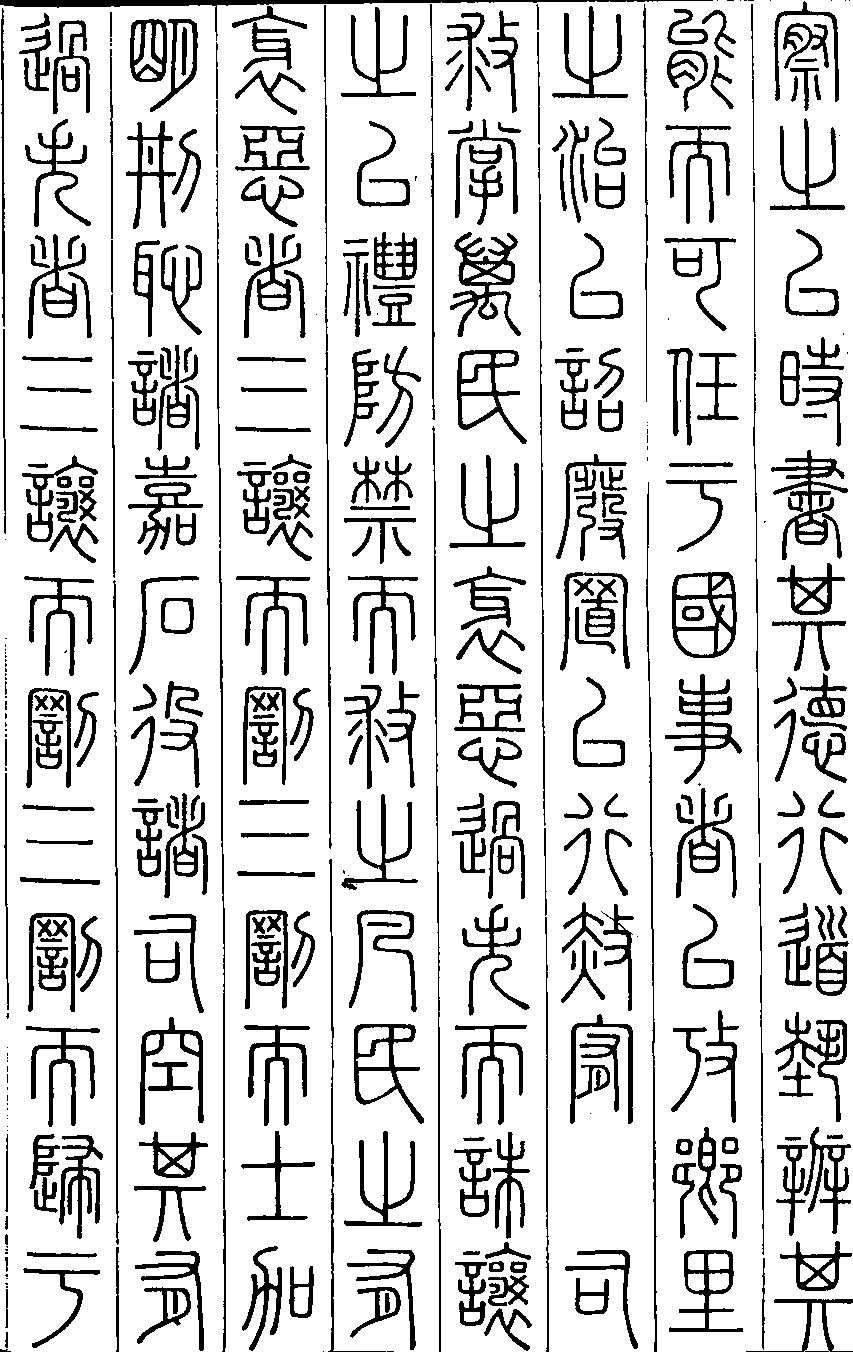 察之以時書其德行道藝辨其
能而可任于國事者以攷鄉里
之治以詔廢置以行赦宥　司
救掌萬民之衺惡過失而誅讓
之以禮防禁而救之凡民之有
衺惡者三讓而罰三罰而士加
明刑恥諸嘉石役諸司空其有
過失者三讓而罰三罰而歸于